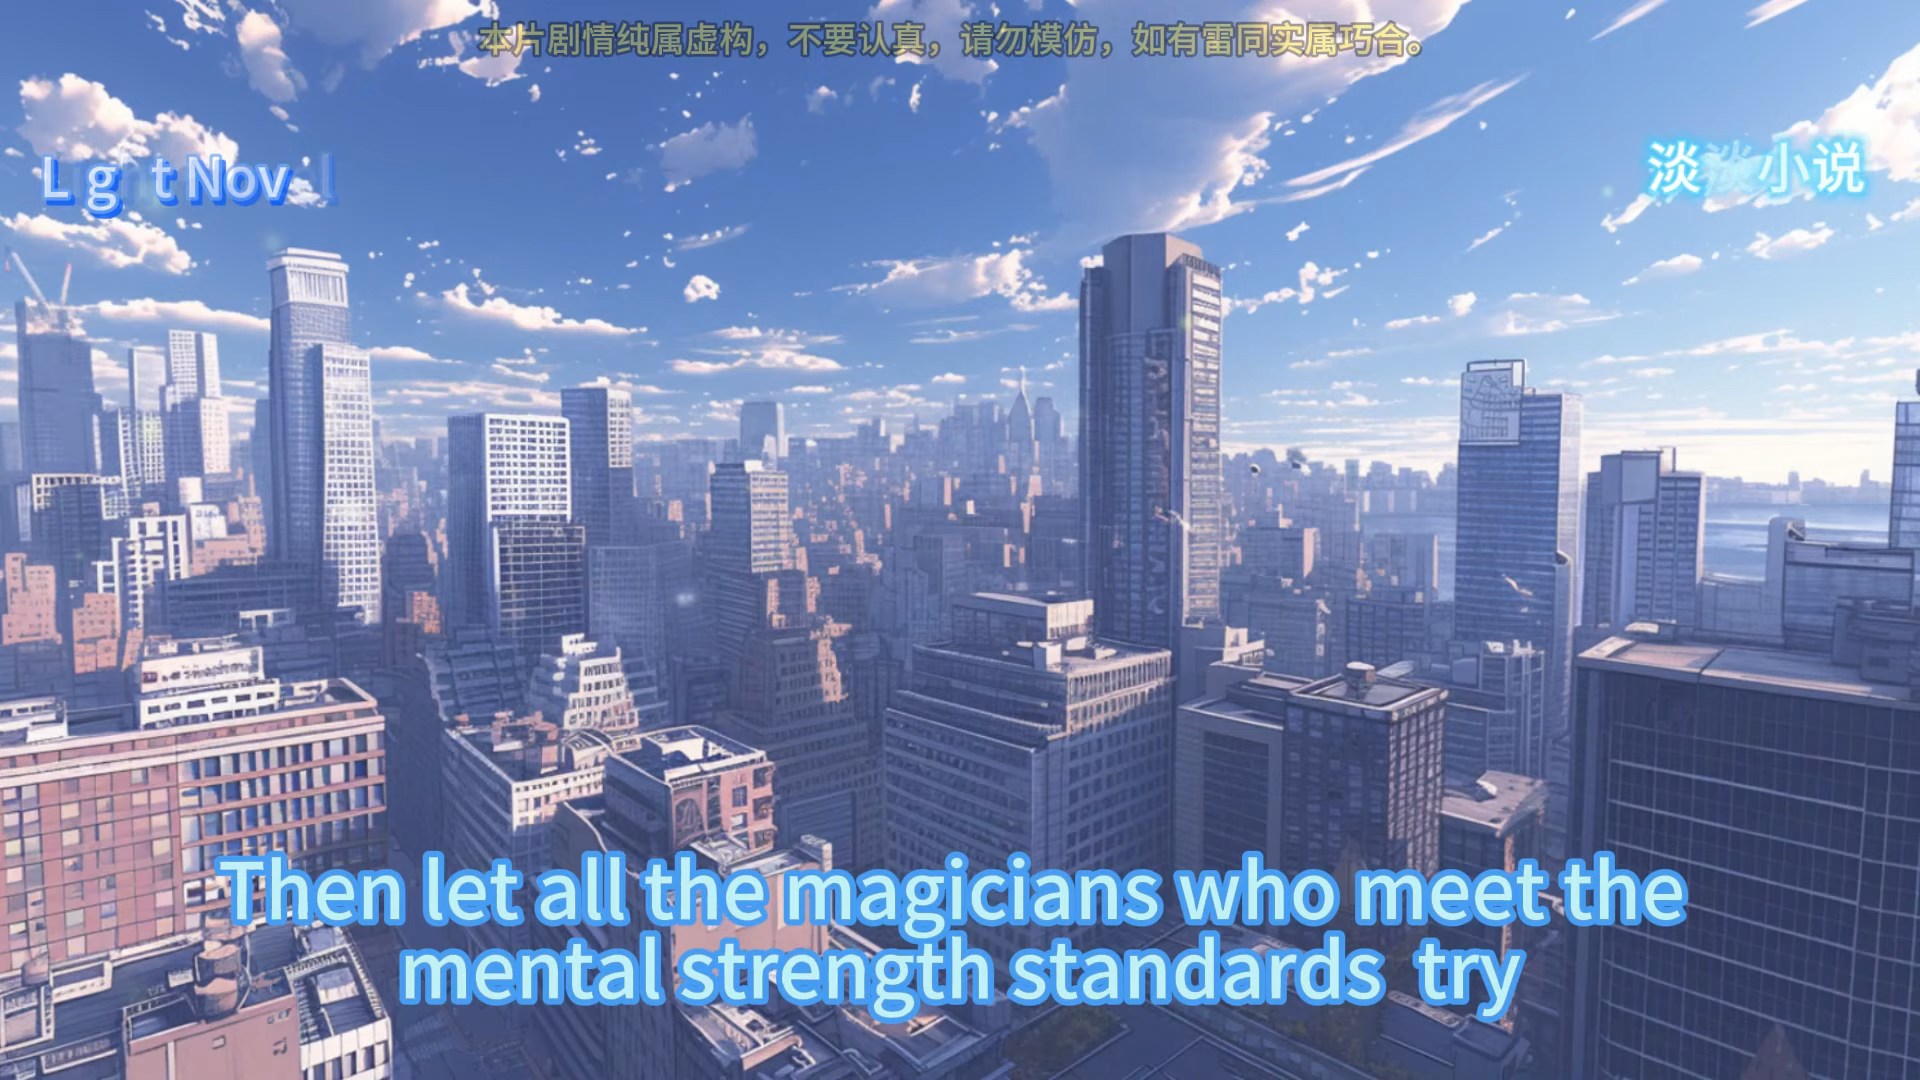 本片剧情纯属虚构，不要认真，请勿模仿，如有雷同实属巧合。
L g t Nov l
淡淡小说
Then let all the magicians who meet the
mental strength standards try